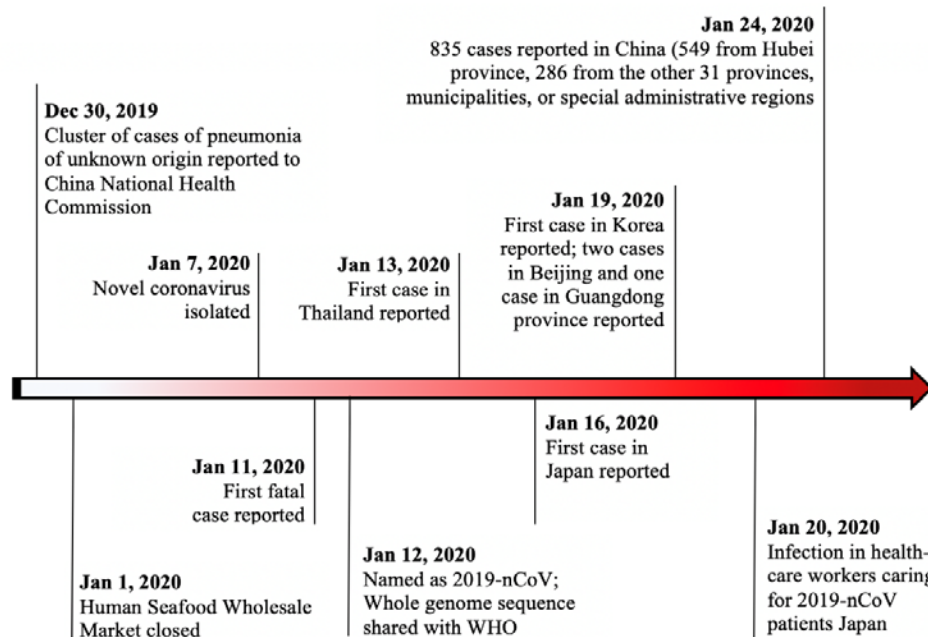 Jan 24, 2020
835 cases reported in China (549 from Hubei
province, 286 from the other 31 provinces,
municipalities, or special administrative regions
Dec 30, 2019
Cluster of cases of pneumonia
of unknown origin reported to
China National Health
Commission
Jan 7, 2020
Novel coronavirus
isolated
Jan 13, 2020
First case in
Thailand reported
Jan 19, 2020
First case in Korea
reported; two cases
in Beijing and one
case in Guangdong
province reported
Jan 11, 2020
First fatal
case reported
Jan 16, 2020
First case in
Japan reported
Jan 1, 2020
Human Seafood Wholesale
Market closed
Jan 12, 2020
Named as 2019-nCoV;
Whole genome sequence
shared with WHO
Jan 20, 2020
Infection in health-
care workers caring
for 2019-nCoV
patients Japan